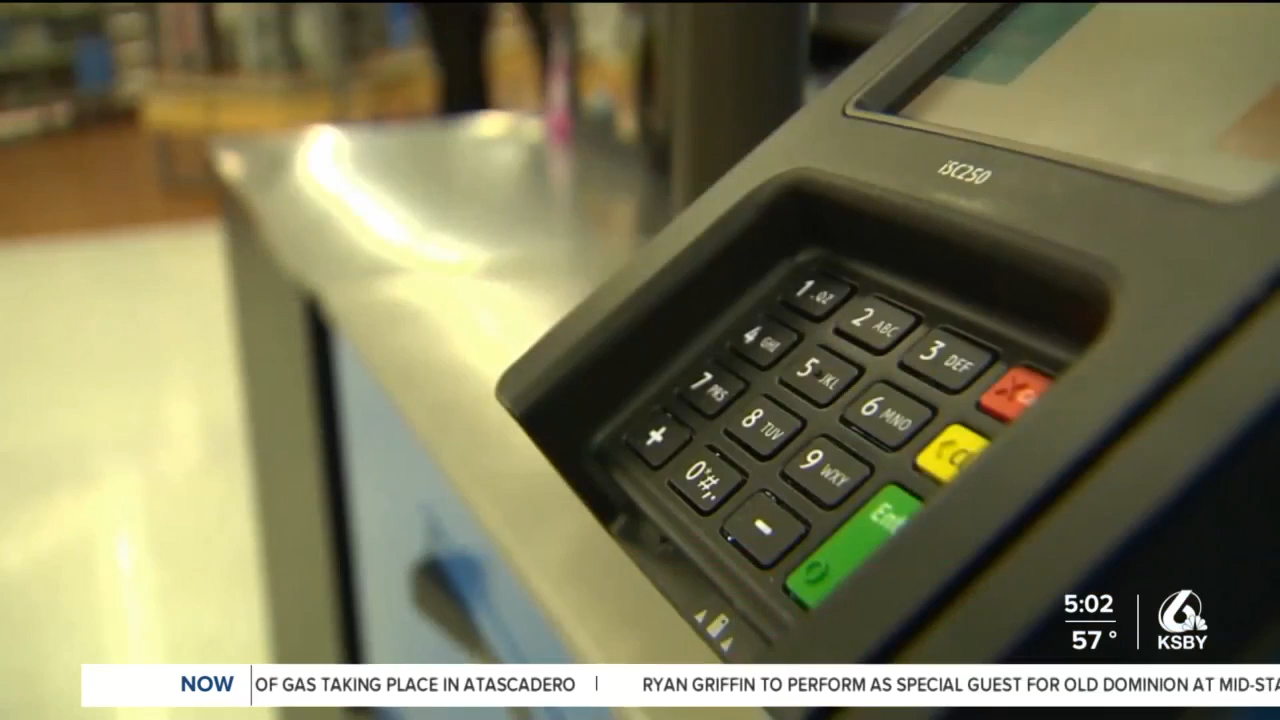 iSC250
1 .QZ
2 ABC
3 DEF
4 GHI
5 JKL
6 MNO
7 PRS
8 TUV
9 WXY
+
0*#,
-
5:02
57°
6
KSBY
NOW OF GAS TAKING PLACE IN ATASCADERO | RYAN GRIFFIN TO PERFORM AS SPECIAL GUEST FOR OLD DOMINION AT MID-STA